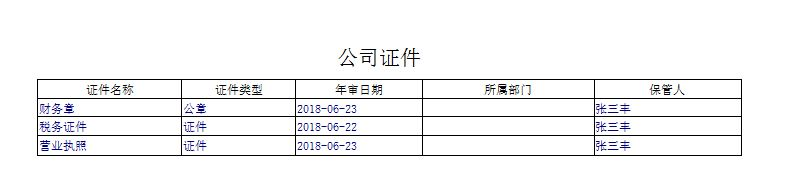 公司证件
证件名称 证件类型 年审日期 所属部门 保管人
财务章 公章 2018-06-23 张三丰
税务证件 证件 2018-06-22 张三丰
营业执照 证件 2018-06-23 张三丰